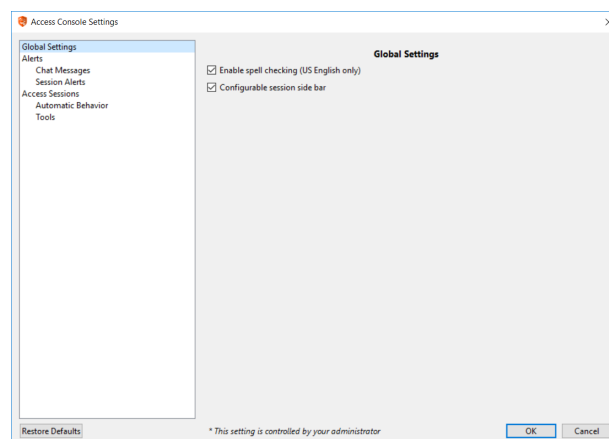 Access Console Settings
Global Settings
Alerts
Chat Messages
Session Alerts
Access Sessions
Automatic Behavior
Tools
Global Settings
Enable spell checking (US English only)
Configurable session side bar
Restore Defaults
* This setting is controlled by your administrator
OK
Cancel